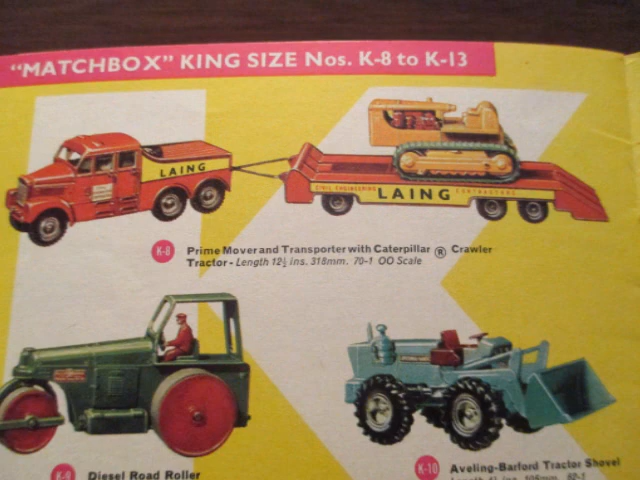 "MATCHBOX" KING SIZE Nos. K-8 to K-13
LAING
LAING
CIVIL ENGINEERING LAING CONTRACTORS
K-8 Prime Mover and Transporter with Caterpillar ® Crawler
Tractor - Length 12½ ins. 318mm. 70-1 OO Scale
K-9 Diesel Road Roller
K-10 Aveling-Barford Tractor Shovel